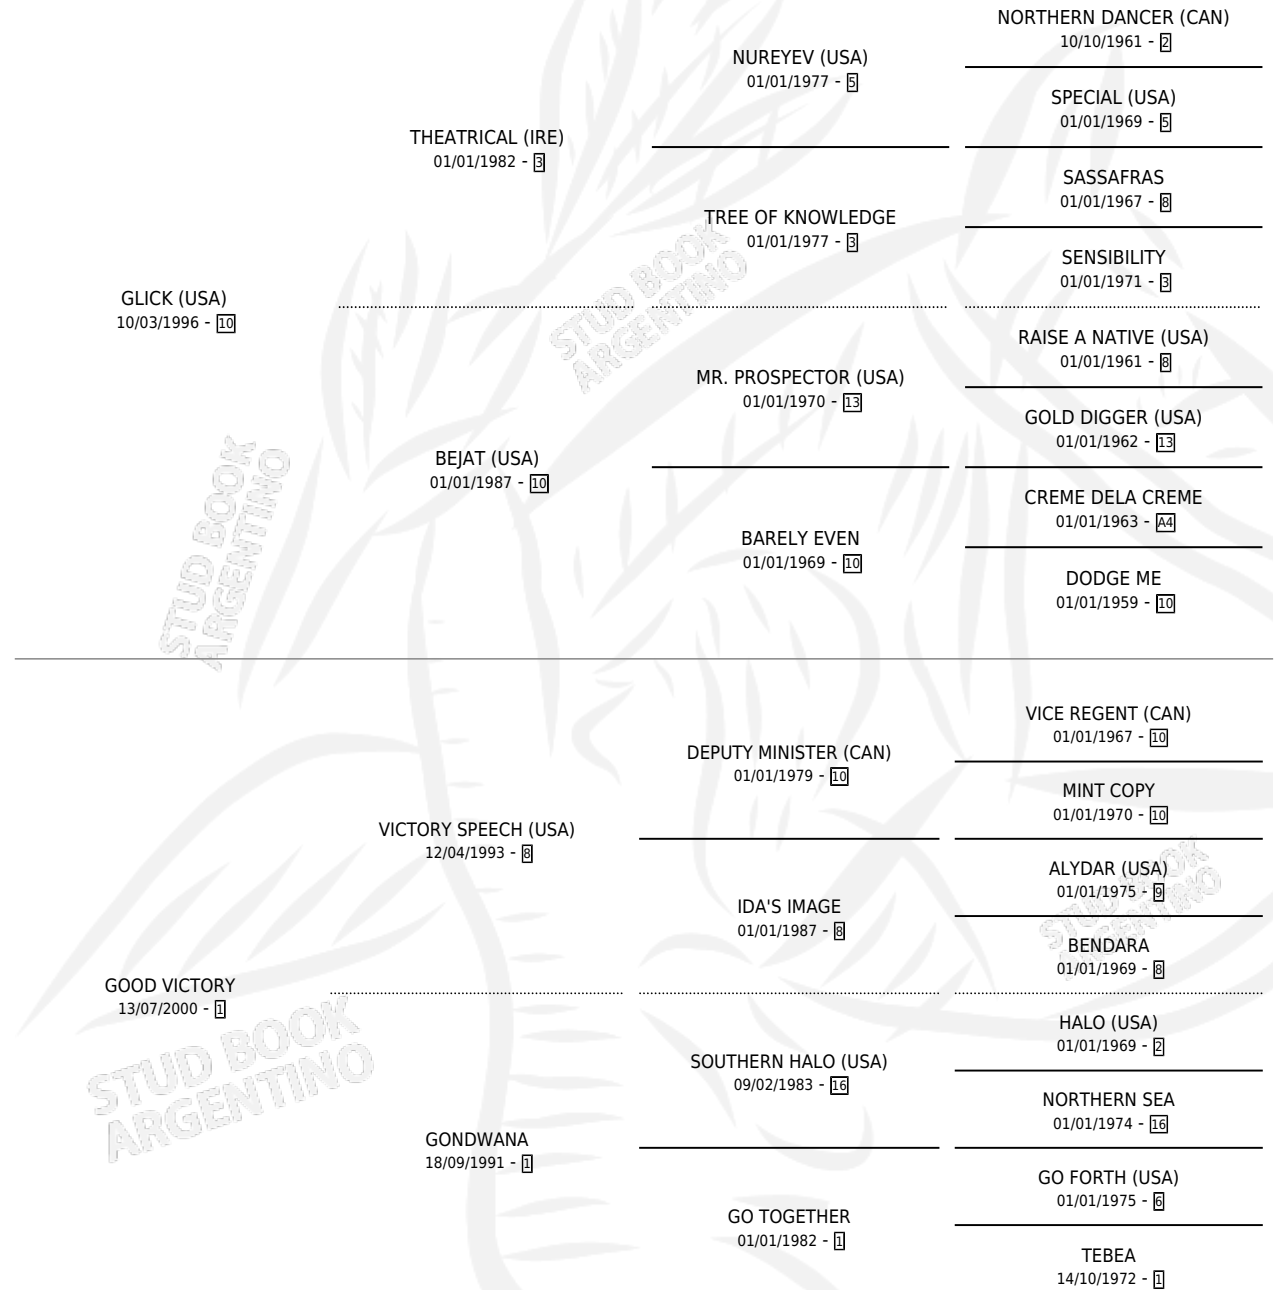 NORTHERN DANCER (CAN)
10/10/1961 - 2
NUREYEV (USA)
01/01/1977 - 5
SPECIAL (USA)
01/01/1969 - 5
THEATRICAL (IRE)
01/01/1982 - 3
SASSAFRAS
01/01/1967 - 8
TREE OF KNOWLEDGE
01/01/1977 - 3
SENSIBILITY
01/01/1971 - 3
GLICK (USA)
10/03/1996 - 10
STUD BOOK
ARGENTINO
RAISE A NATIVE (USA)
01/01/1961 - 8
MR. PROSPECTOR (USA)
01/01/1970 - 13
GOLD DIGGER (USA)
01/01/1962 - 13
BEJAT (USA)
01/01/1987 - 10
CREME DELA CREME
01/01/1963 - A4
BARELY EVEN
01/01/1969 - 10
DODGE ME
01/01/1959 - 10
STUD BOOK
ARGENTINO
VICE REGENT (CAN)
01/01/1967 - 10
DEPUTY MINISTER (CAN)
01/01/1979 - 10
MINT COPY
01/01/1970 - 10
VICTORY SPEECH (USA)
12/04/1993 - 8
ALYDAR (USA)
01/01/1975 - 9
IDA'S IMAGE
01/01/1987 - 8
STUD BOOK
ARGENTINO
BENDARA
01/01/1969 - 8
GOOD VICTORY
13/07/2000 - 1
STUD BOOK
ARGENTINO
HALO (USA)
01/01/1969 - 2
SOUTHERN HALO (USA)
09/02/1983 - 16
NORTHERN SEA
01/01/1974 - 16
GONDWANA
18/09/1991 - 1
GO FORTH (USA)
01/01/1975 - 6
GO TOGETHER
01/01/1982 - 1
TEBEA
14/10/1972 - 1